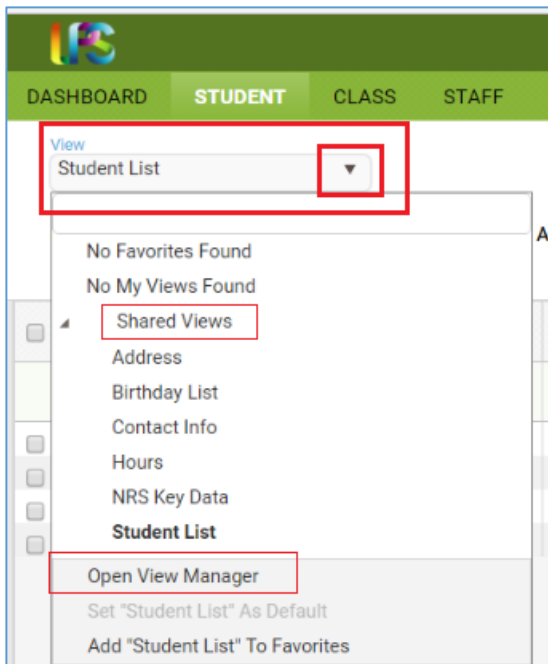 LPS
DASHBOARD STUDENT CLASS STAFF
View
Student List
A
No Favorites Found
No My Views Found
Shared Views
Address
Birthday List
Contact Info
Hours
NRS Key Data
Student List
Open View Manager
Set "Student List" As Default
Add "Student List" To Favorites